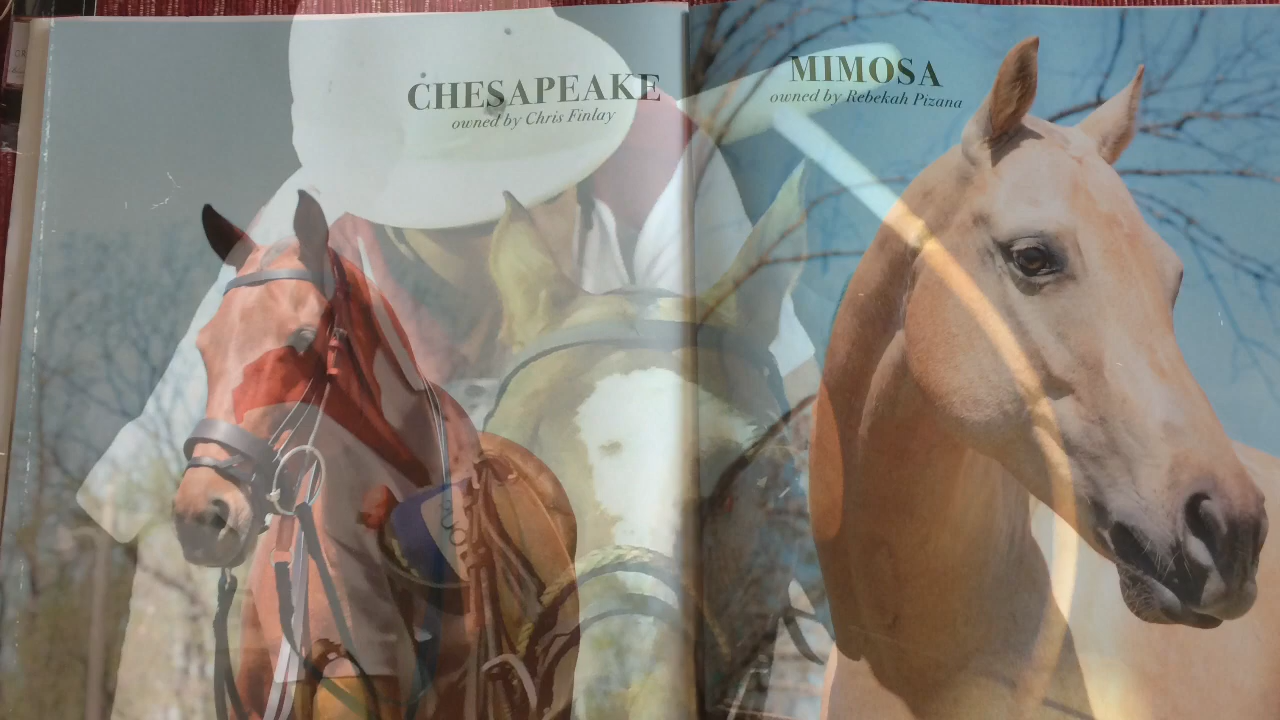 CHESAPEAKE
owned by Chris Finlay
MIMOSA
owned by Rebekah Pizana